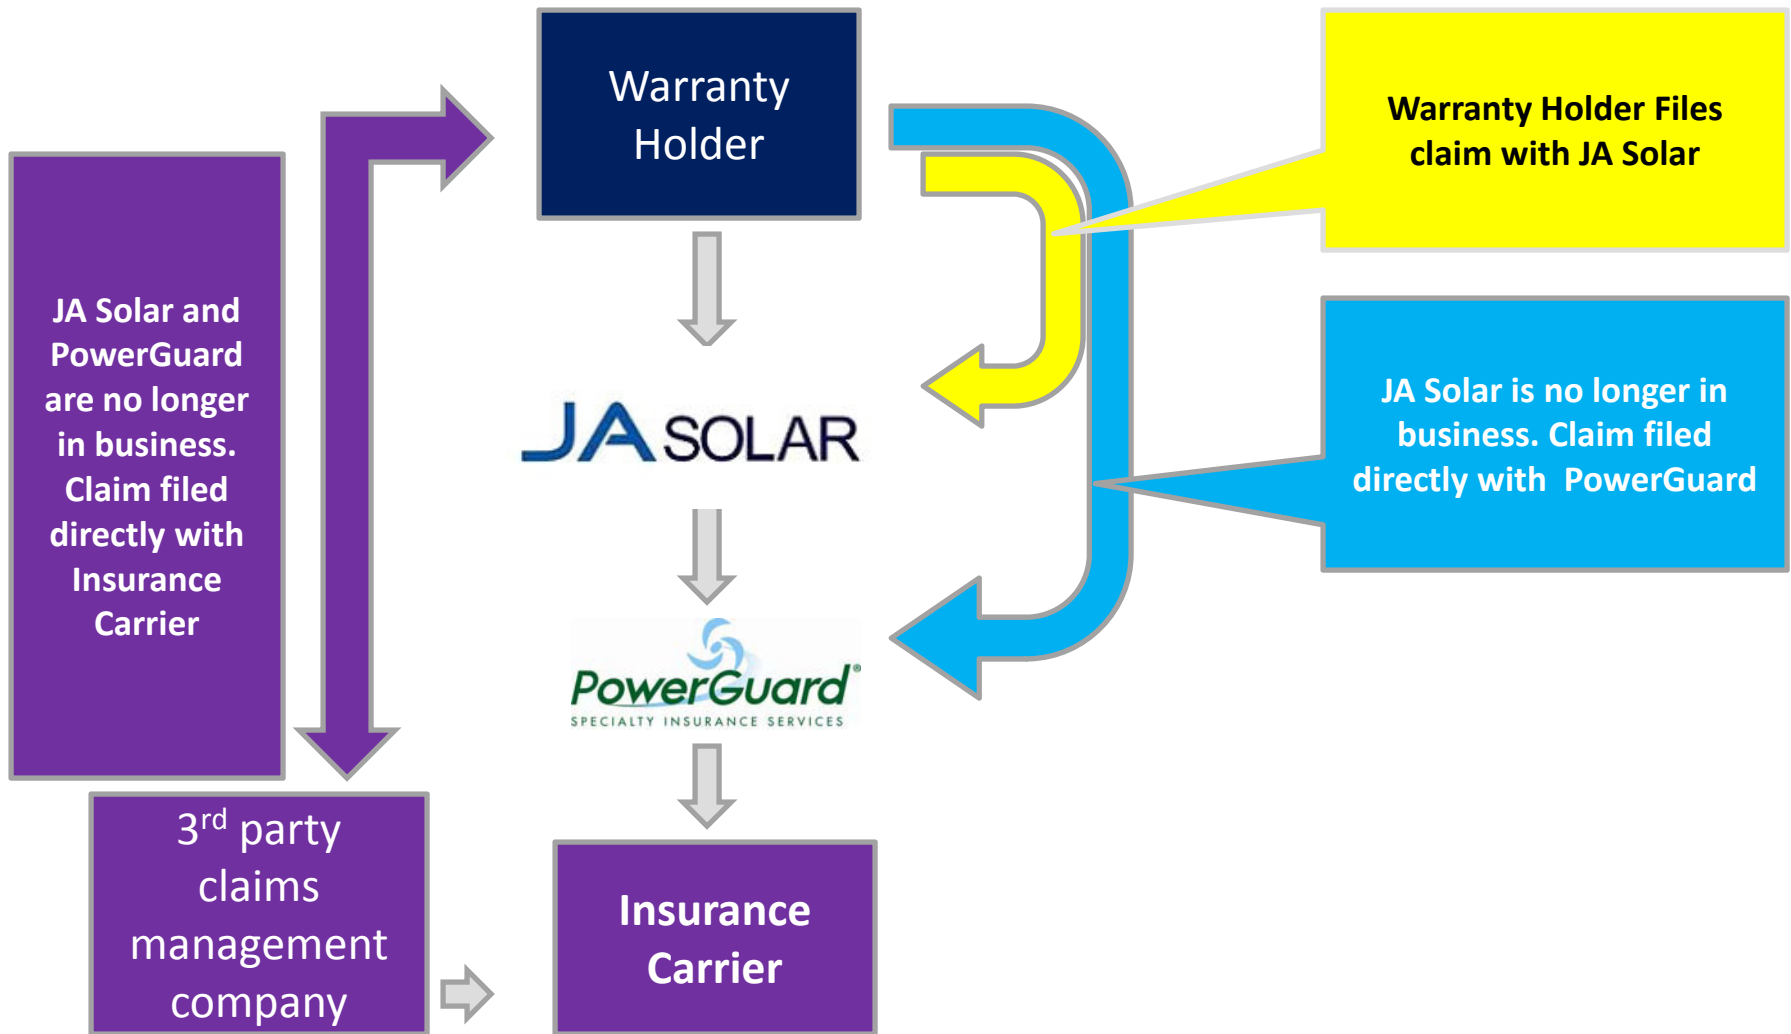 Warranty
Holder
Warranty Holder Files
claim with JA Solar
JA Solar and
PowerGuard
are no longer
in business.
Claim filed
directly with
Insurance
Carrier
JA SOLAR
JA Solar is no longer in
business. Claim filed
directly with  PowerGuard
PowerGuard®
SPECIALTY INSURANCE SERVICES
3rd party
claims
management
company
Insurance
Carrier